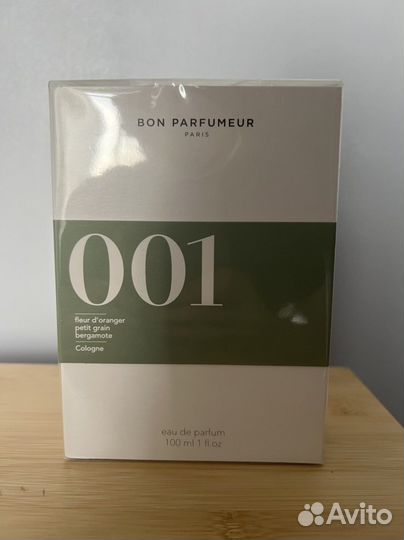 BON PARFUMEUR
PARIS
001
fleur d'oranger
petit grain
bergamote
Cologne
eau de parfum
100 ml 1 fl.oz
Avito